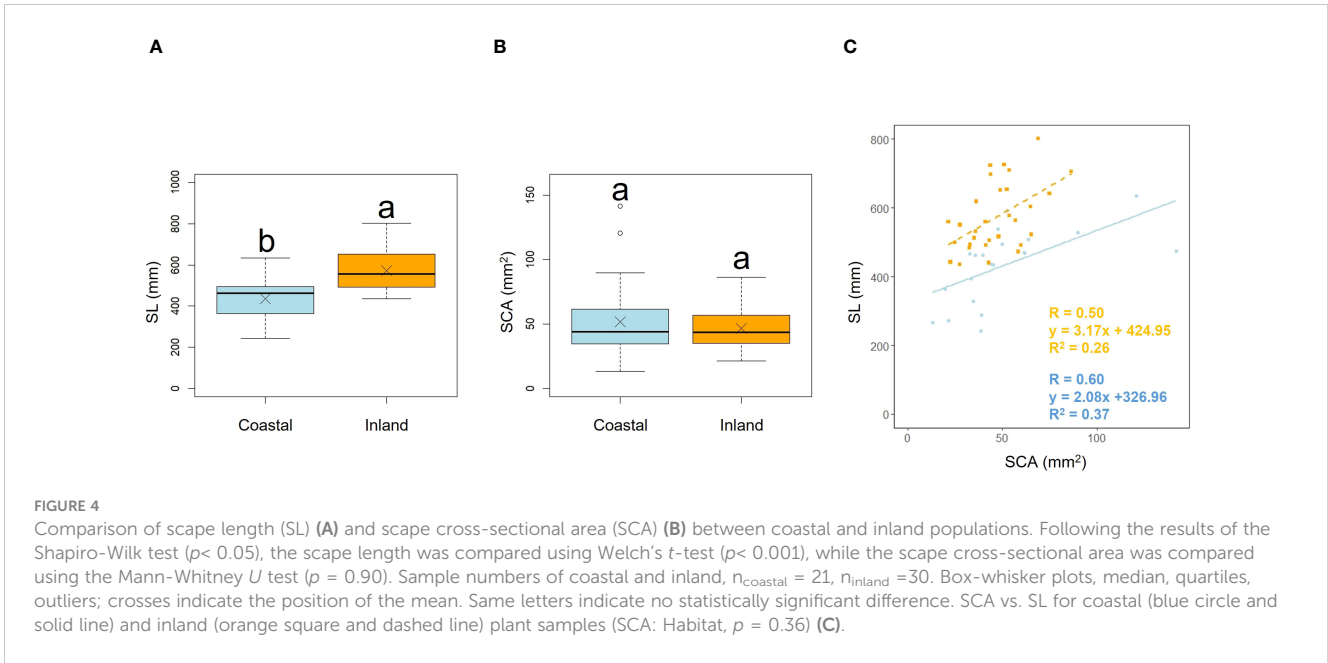 A
B
C
1000
800
600
400
200
0
SL (mm)
b
a
Coastal
Inland
150
100
50
0
SCA (mm²)
a
a
Coastal
Inland
800
600
400
200
0
SL (mm)
R = 0.50
y = 3.17x + 424.95
R² = 0.26
R = 0.60
y = 2.08x +326.96
R² = 0.37
0
50
100
SCA (mm²)
FIGURE 4
Comparison of scape length (SL) (A) and scape cross-sectional area (SCA) (B) between coastal and inland populations. Following the results of the
Shapiro-Wilk test (p< 0.05), the scape length was compared using Welch's t-test (p< 0.001), while the scape cross-sectional area was compared
using the Mann-Whitney U test (p = 0.90). Sample numbers of coastal and inland, ncoastal = 21, ninland =30. Box-whisker plots, median, quartiles,
outliers; crosses indicate the position of the mean. Same letters indicate no statistically significant difference. SCA vs. SL for coastal (blue circle and
solid line) and inland (orange square and dashed line) plant samples (SCA: Habitat, p = 0.36) (C).